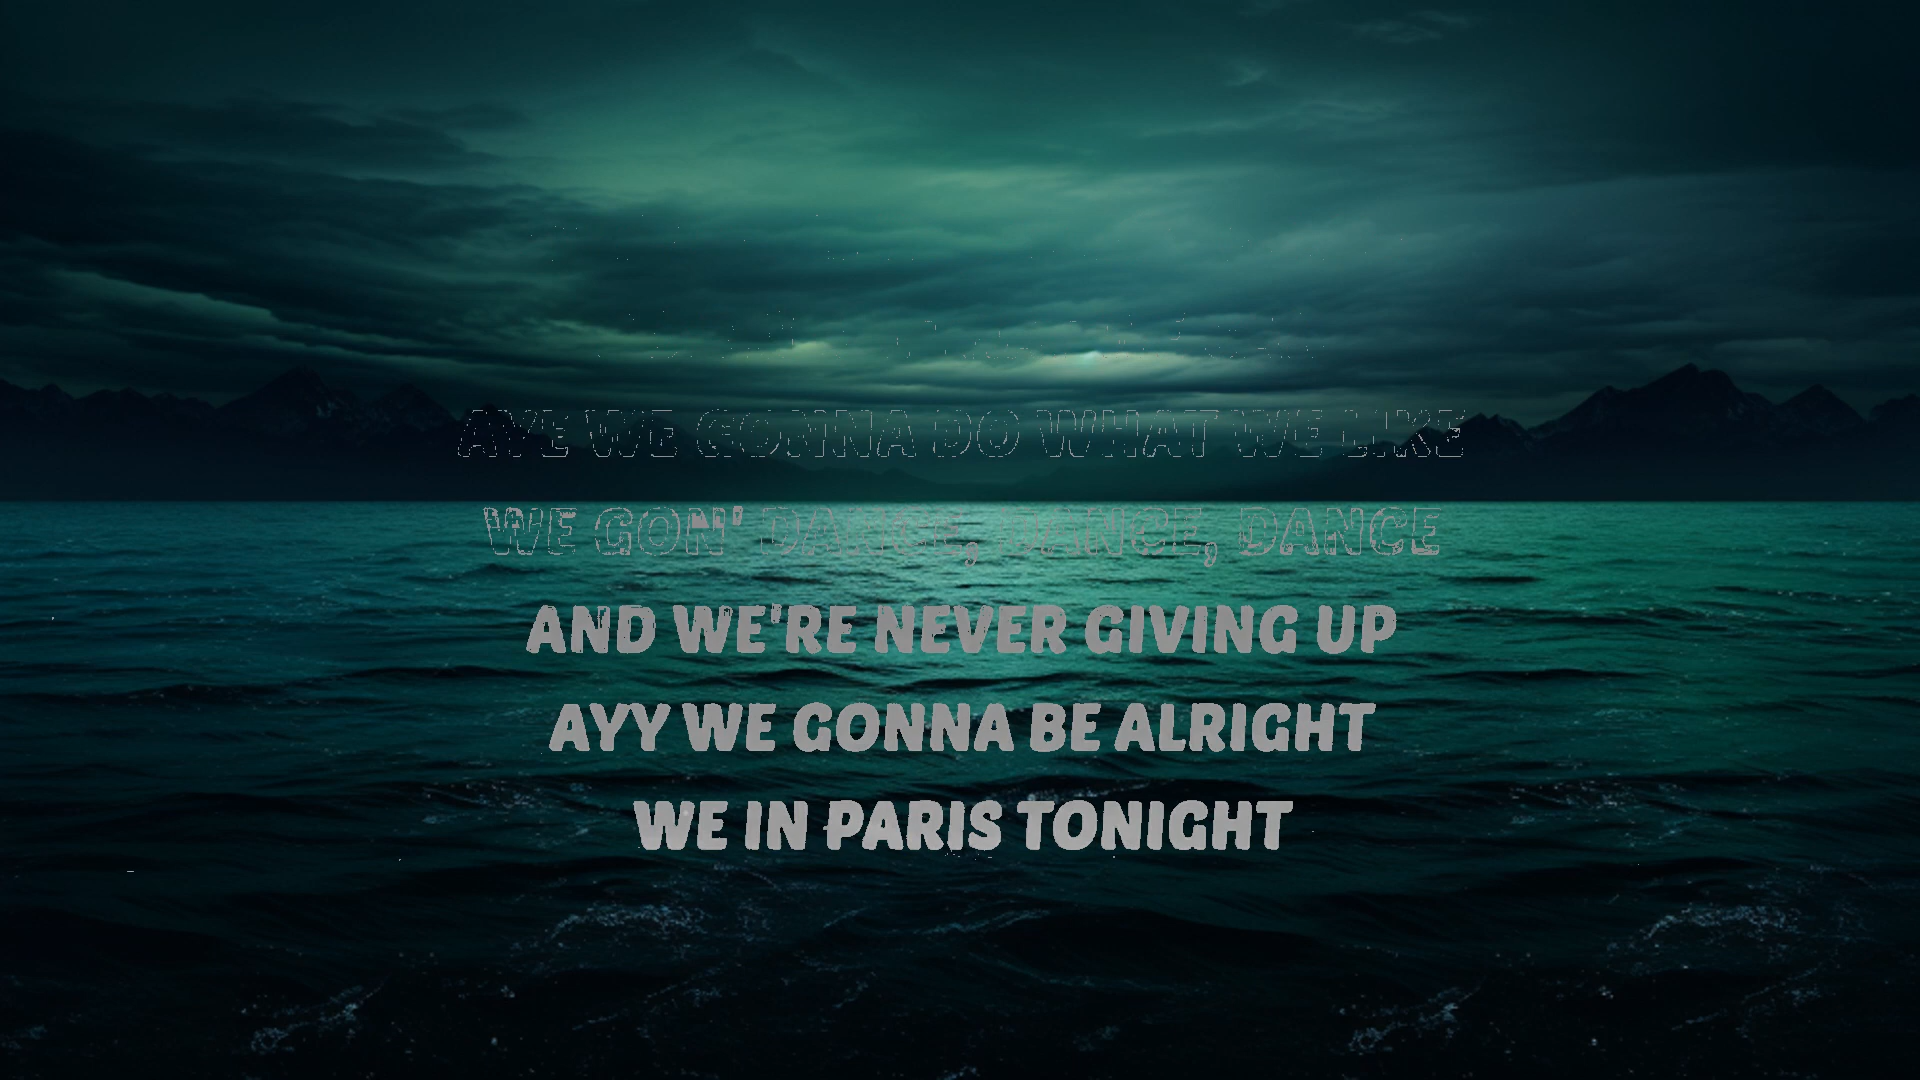 AYE WE GONNA DO WHAT WE LIKE
WE GON' DANCE, DANCE, DANCE
AND WE'RE NEVER GIVING UP
AYY WE GONNA BE ALRIGHT
WE IN PARIS TONIGHT